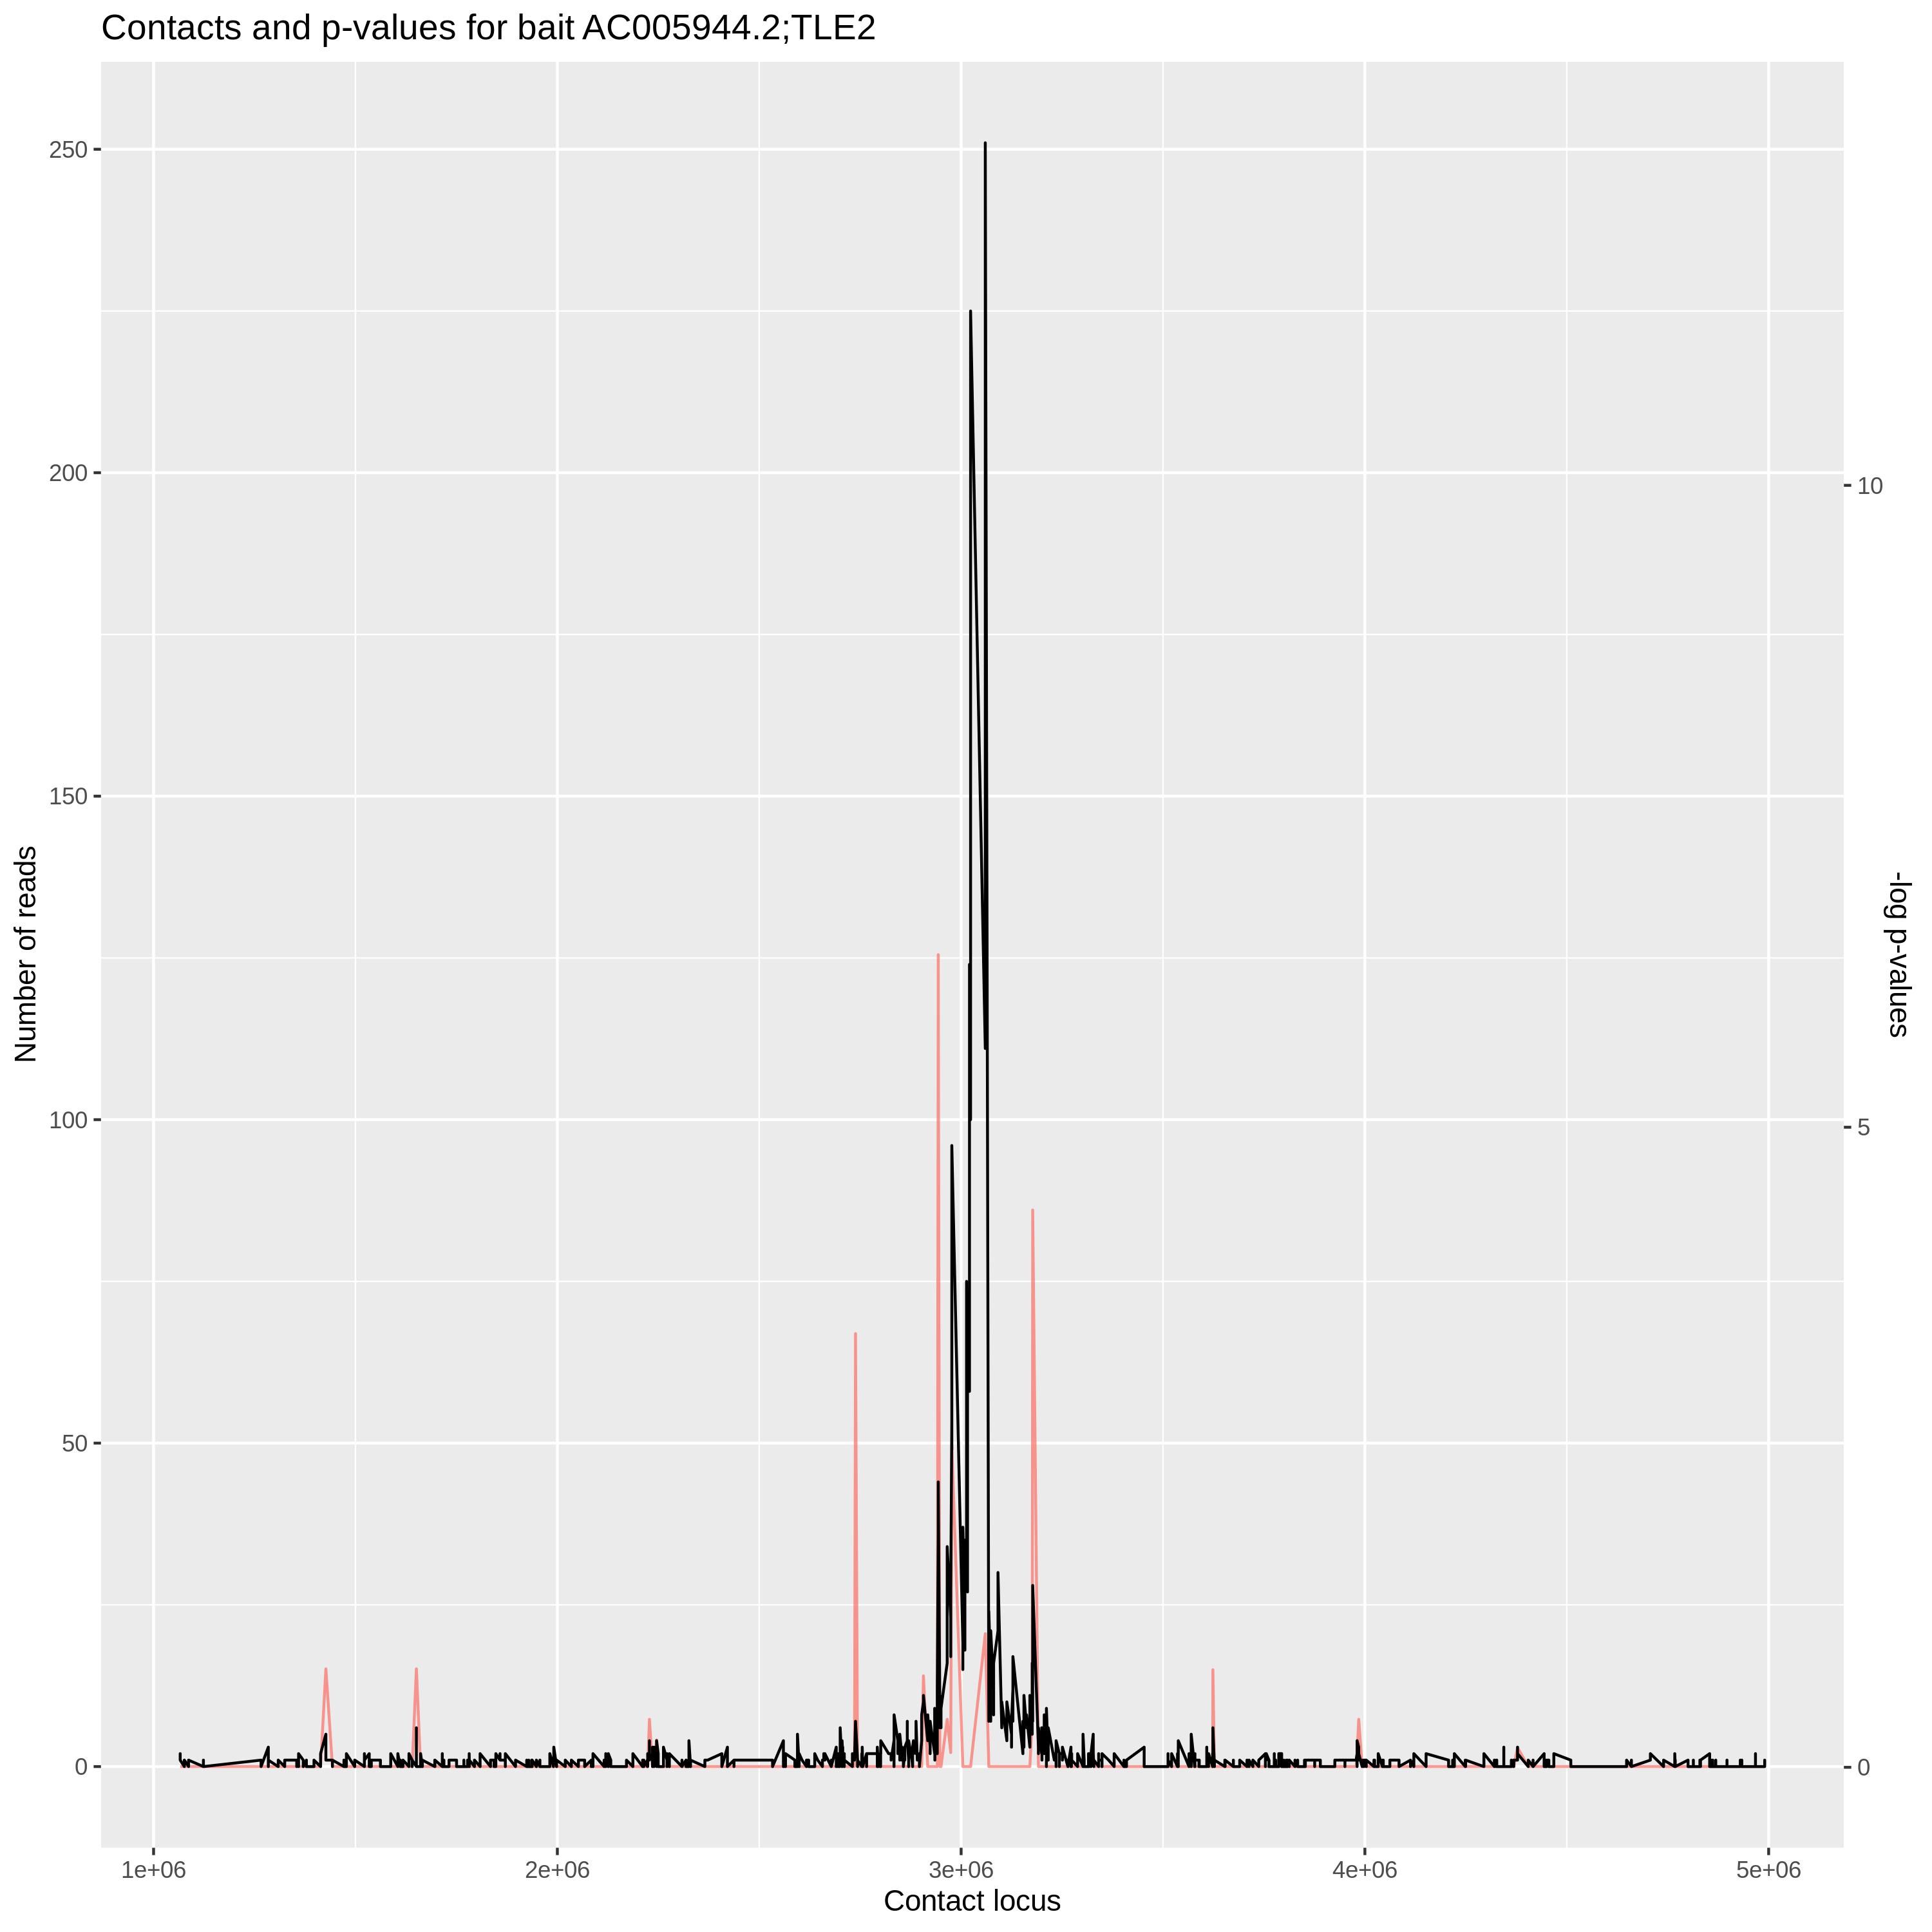 Contacts and p-values for bait AC005944.2;TLE2
250
200
150
100
50
0
Number of reads
10
5
0
-log p-values
1e+06 2e+06 3e+06 4e+06 5e+06
Contact locus